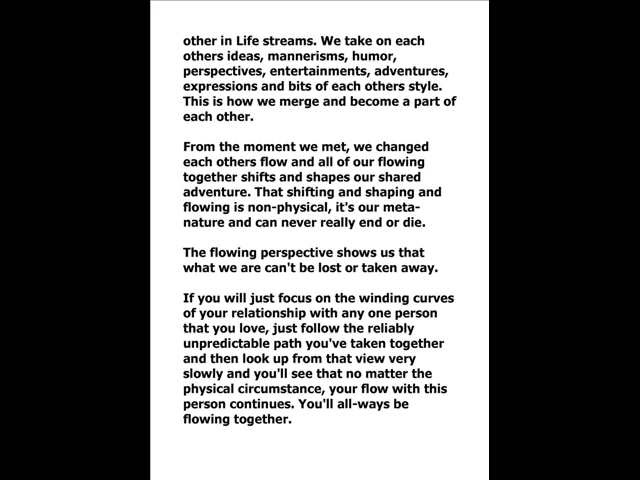 other in Life streams. We take on each
others ideas, mannerisms, humor,
perspectives, entertainments, adventures,
expressions and bits of each others style.
This is how we merge and become a part of
each other.
From the moment we met, we changed
each others flow and all of our flowing
together shifts and shapes our shared
adventure. That shifting and shaping and
flowing is non-physical, it's our meta-
nature and can never really end or die.
The flowing perspective shows us that
what we are can't be lost or taken away.
If you will just focus on the winding curves
of your relationship with any one person
that you love, just follow the reliably
unpredictable path you've taken together
and then look up from that view very
slowly and you'll see that no matter the
physical circumstance, your flow with this
person continues. You'll all-ways be
flowing together.